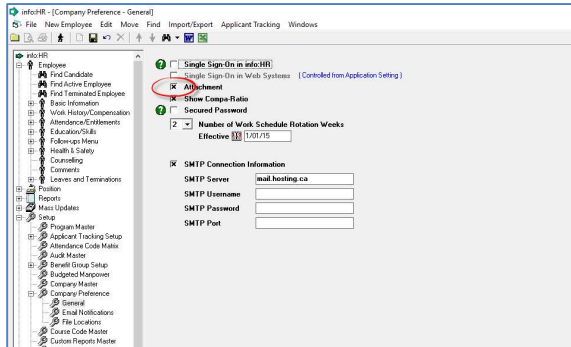 info:HR - [Company Preference - General]
File New Employee Edit Move Find Import/Export Applicant Tracking Windows
info:HR
Employee
Find Candidate
Find Active Employee
Find Terminated Employee
Basic Information
Work History/Compensation
Attendance/Entitlements
Education/Skills
Follow-ups Menu
Health & Safety
Counselling
Comments
Leaves and Terminations
Position
Reports
Mass Updates
Setup
Program Master
Applicant Tracking Setup
Attendance Code Matrix
Audit Master
Benefit Group Setup
Budgeted Manpower
Company Master
Company Preference
General
Email Notifications
File Locations
Course Code Master
Custom Reports Master
Single Sign-On in info:HR
Single Sign-On in Web Systems (Controlled from Application Setting)
Attachment
Show Compa-Ratio
Secured Password
2 Number of Work Schedule Rotation Weeks
Effective 1/01/15
SMTP Connection Information
SMTP Server mail.hosting.ca
SMTP Username
SMTP Password
SMTP Port